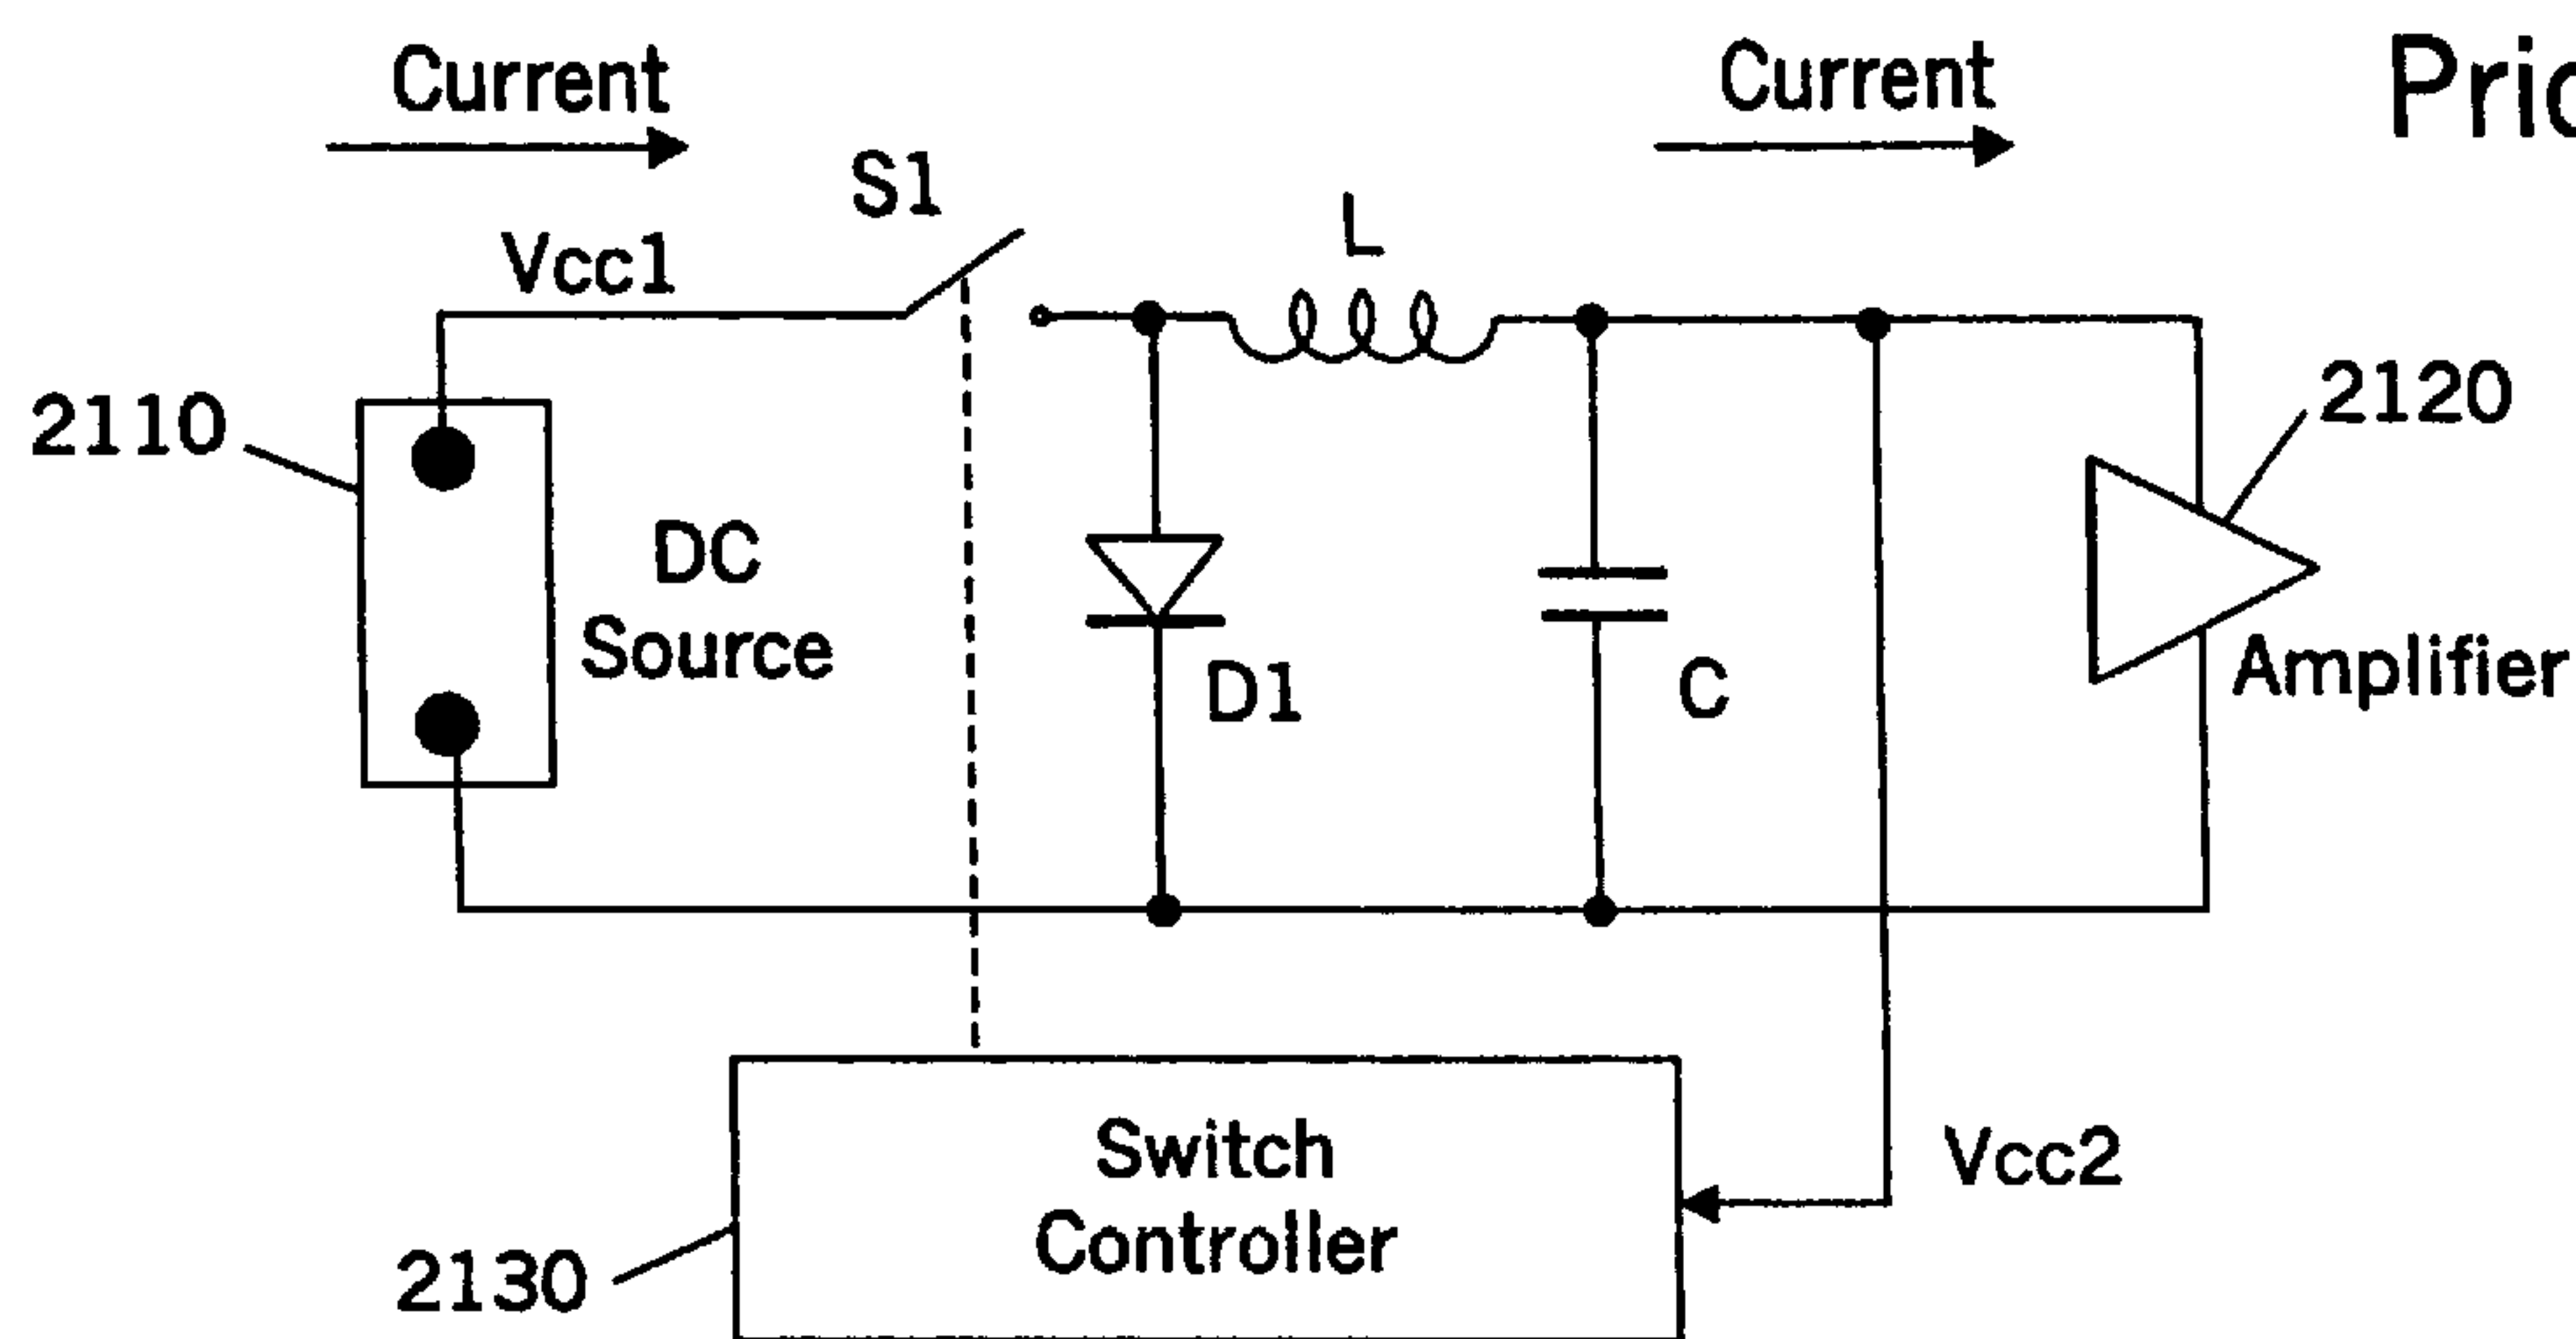 Current
Current
S1
L
Vcc1
2110
2120
DC
Source
D1
C
Amplifier
Switch
Controller
Vcc2
2130